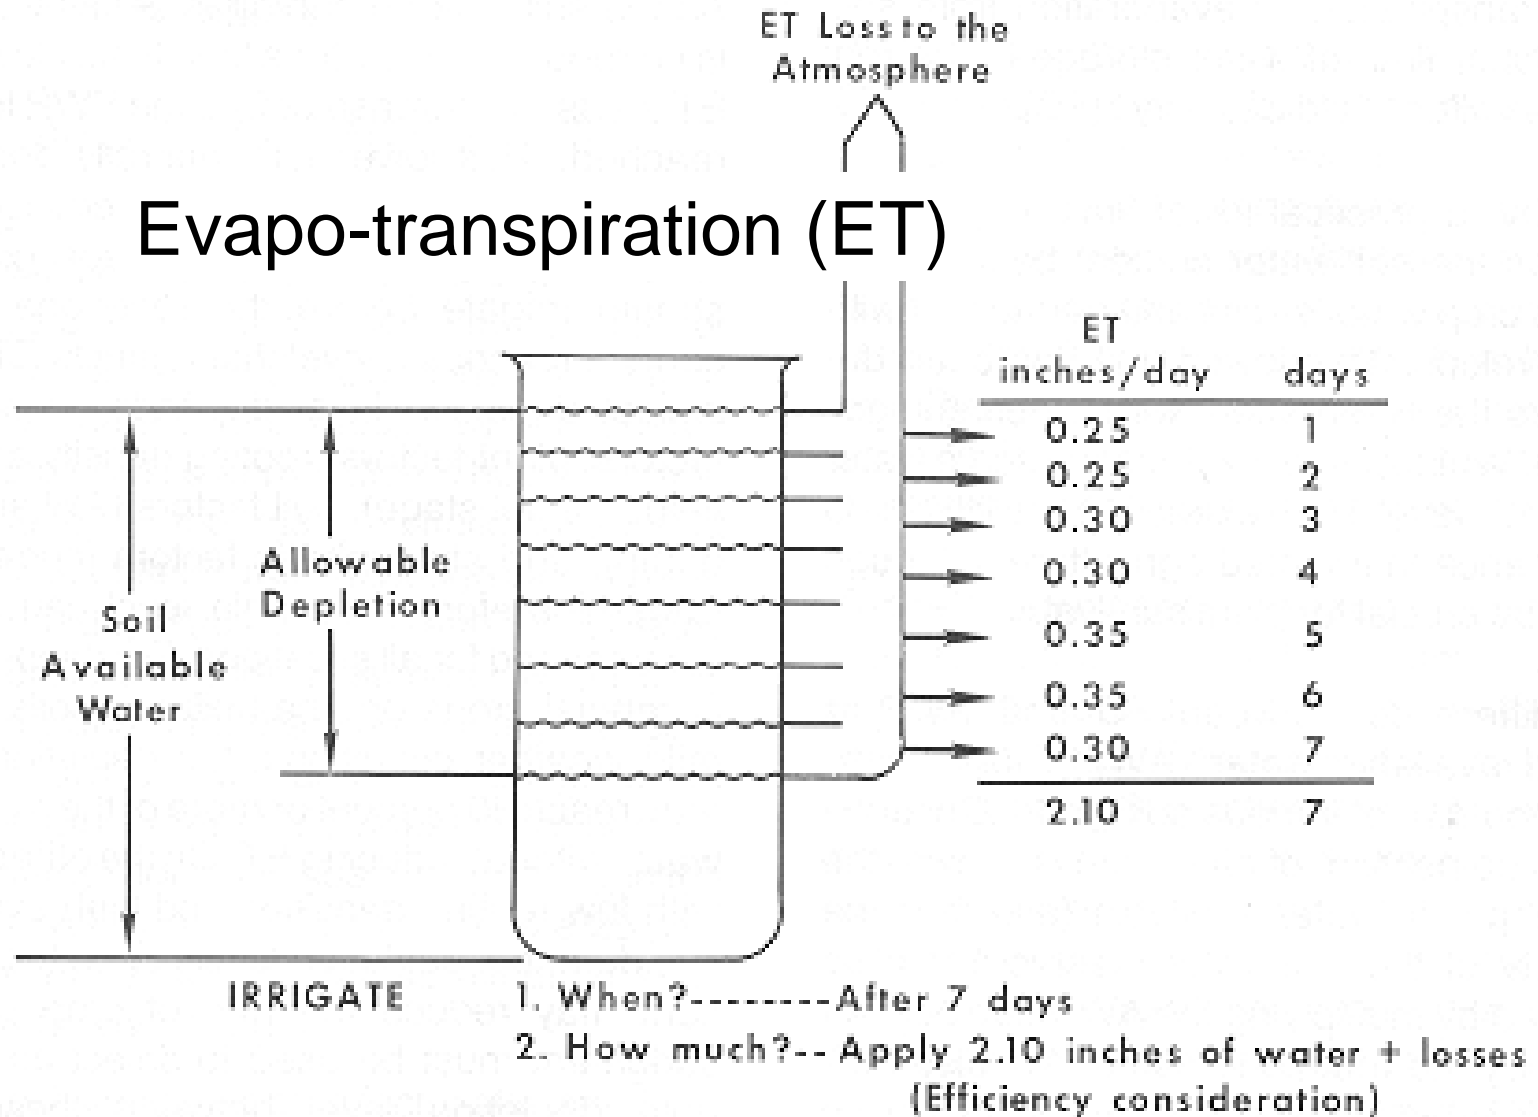 ET Loss to the
Atmosphere
Evapo-transpiration (ET)
ET
inches/day days
0.25 1
0.25 2
0.30 3
0.30 4
0.35 5
0.35 6
0.30 7
2.10 7
Allowable
Depletion
Soil
Available
Water
IRRIGATE 1. When?--------After 7 days
2. How much?-- Apply 2.10 inches of water + losses
(Efficiency consideration)